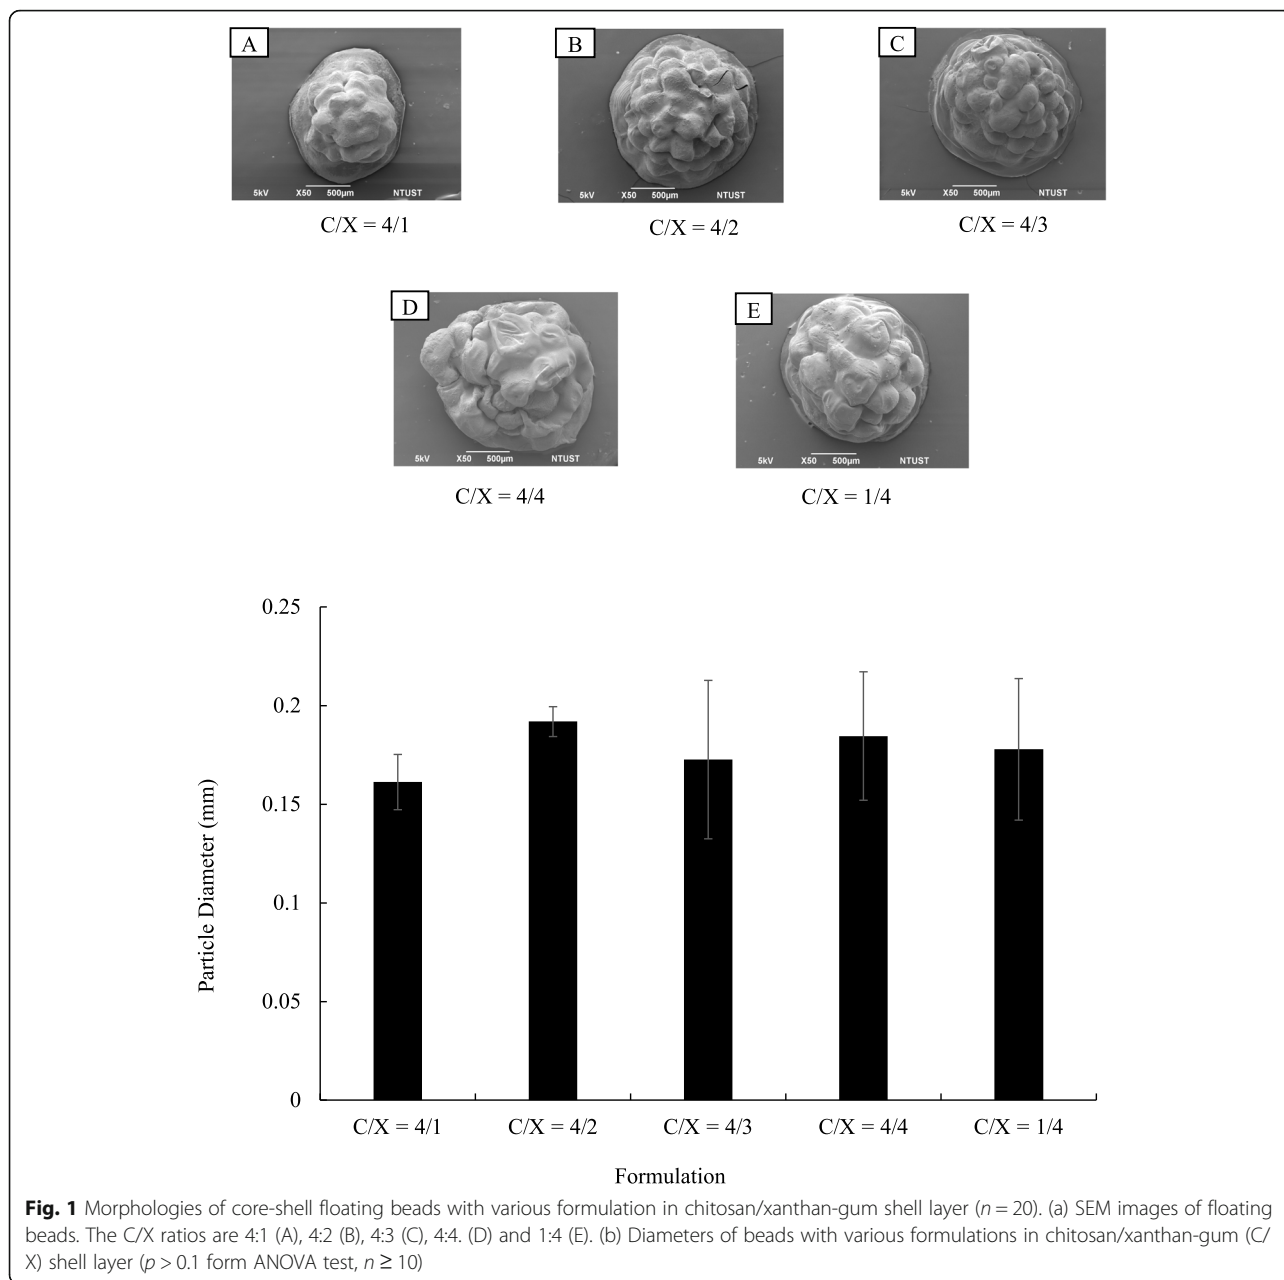 A
B
C
5kV X50 500µm NTUST
5kV X50 500µm NTUST
5kV X50 500µm NTUST
C/X = 4/1
C/X = 4/2
C/X = 4/3
D
E
5kV X50 500µm NTUST
5kV X50 500µm NTUST
C/X = 4/4
C/X = 1/4
Particle Diameter (mm)
0.25
0.2
0.15
0.1
0.05
0
C/X = 4/1 C/X = 4/2 C/X = 4/3 C/X = 4/4 C/X = 1/4
Formulation
Fig. 1 Morphologies of core-shell floating beads with various formulation in chitosan/xanthan-gum shell layer (n = 20). (a) SEM images of floating
beads. The C/X ratios are 4:1 (A), 4:2 (B), 4:3 (C), 4:4. (D) and 1:4 (E). (b) Diameters of beads with various formulations in chitosan/xanthan-gum (C/
X) shell layer (p > 0.1 form ANOVA test, n ≥ 10)